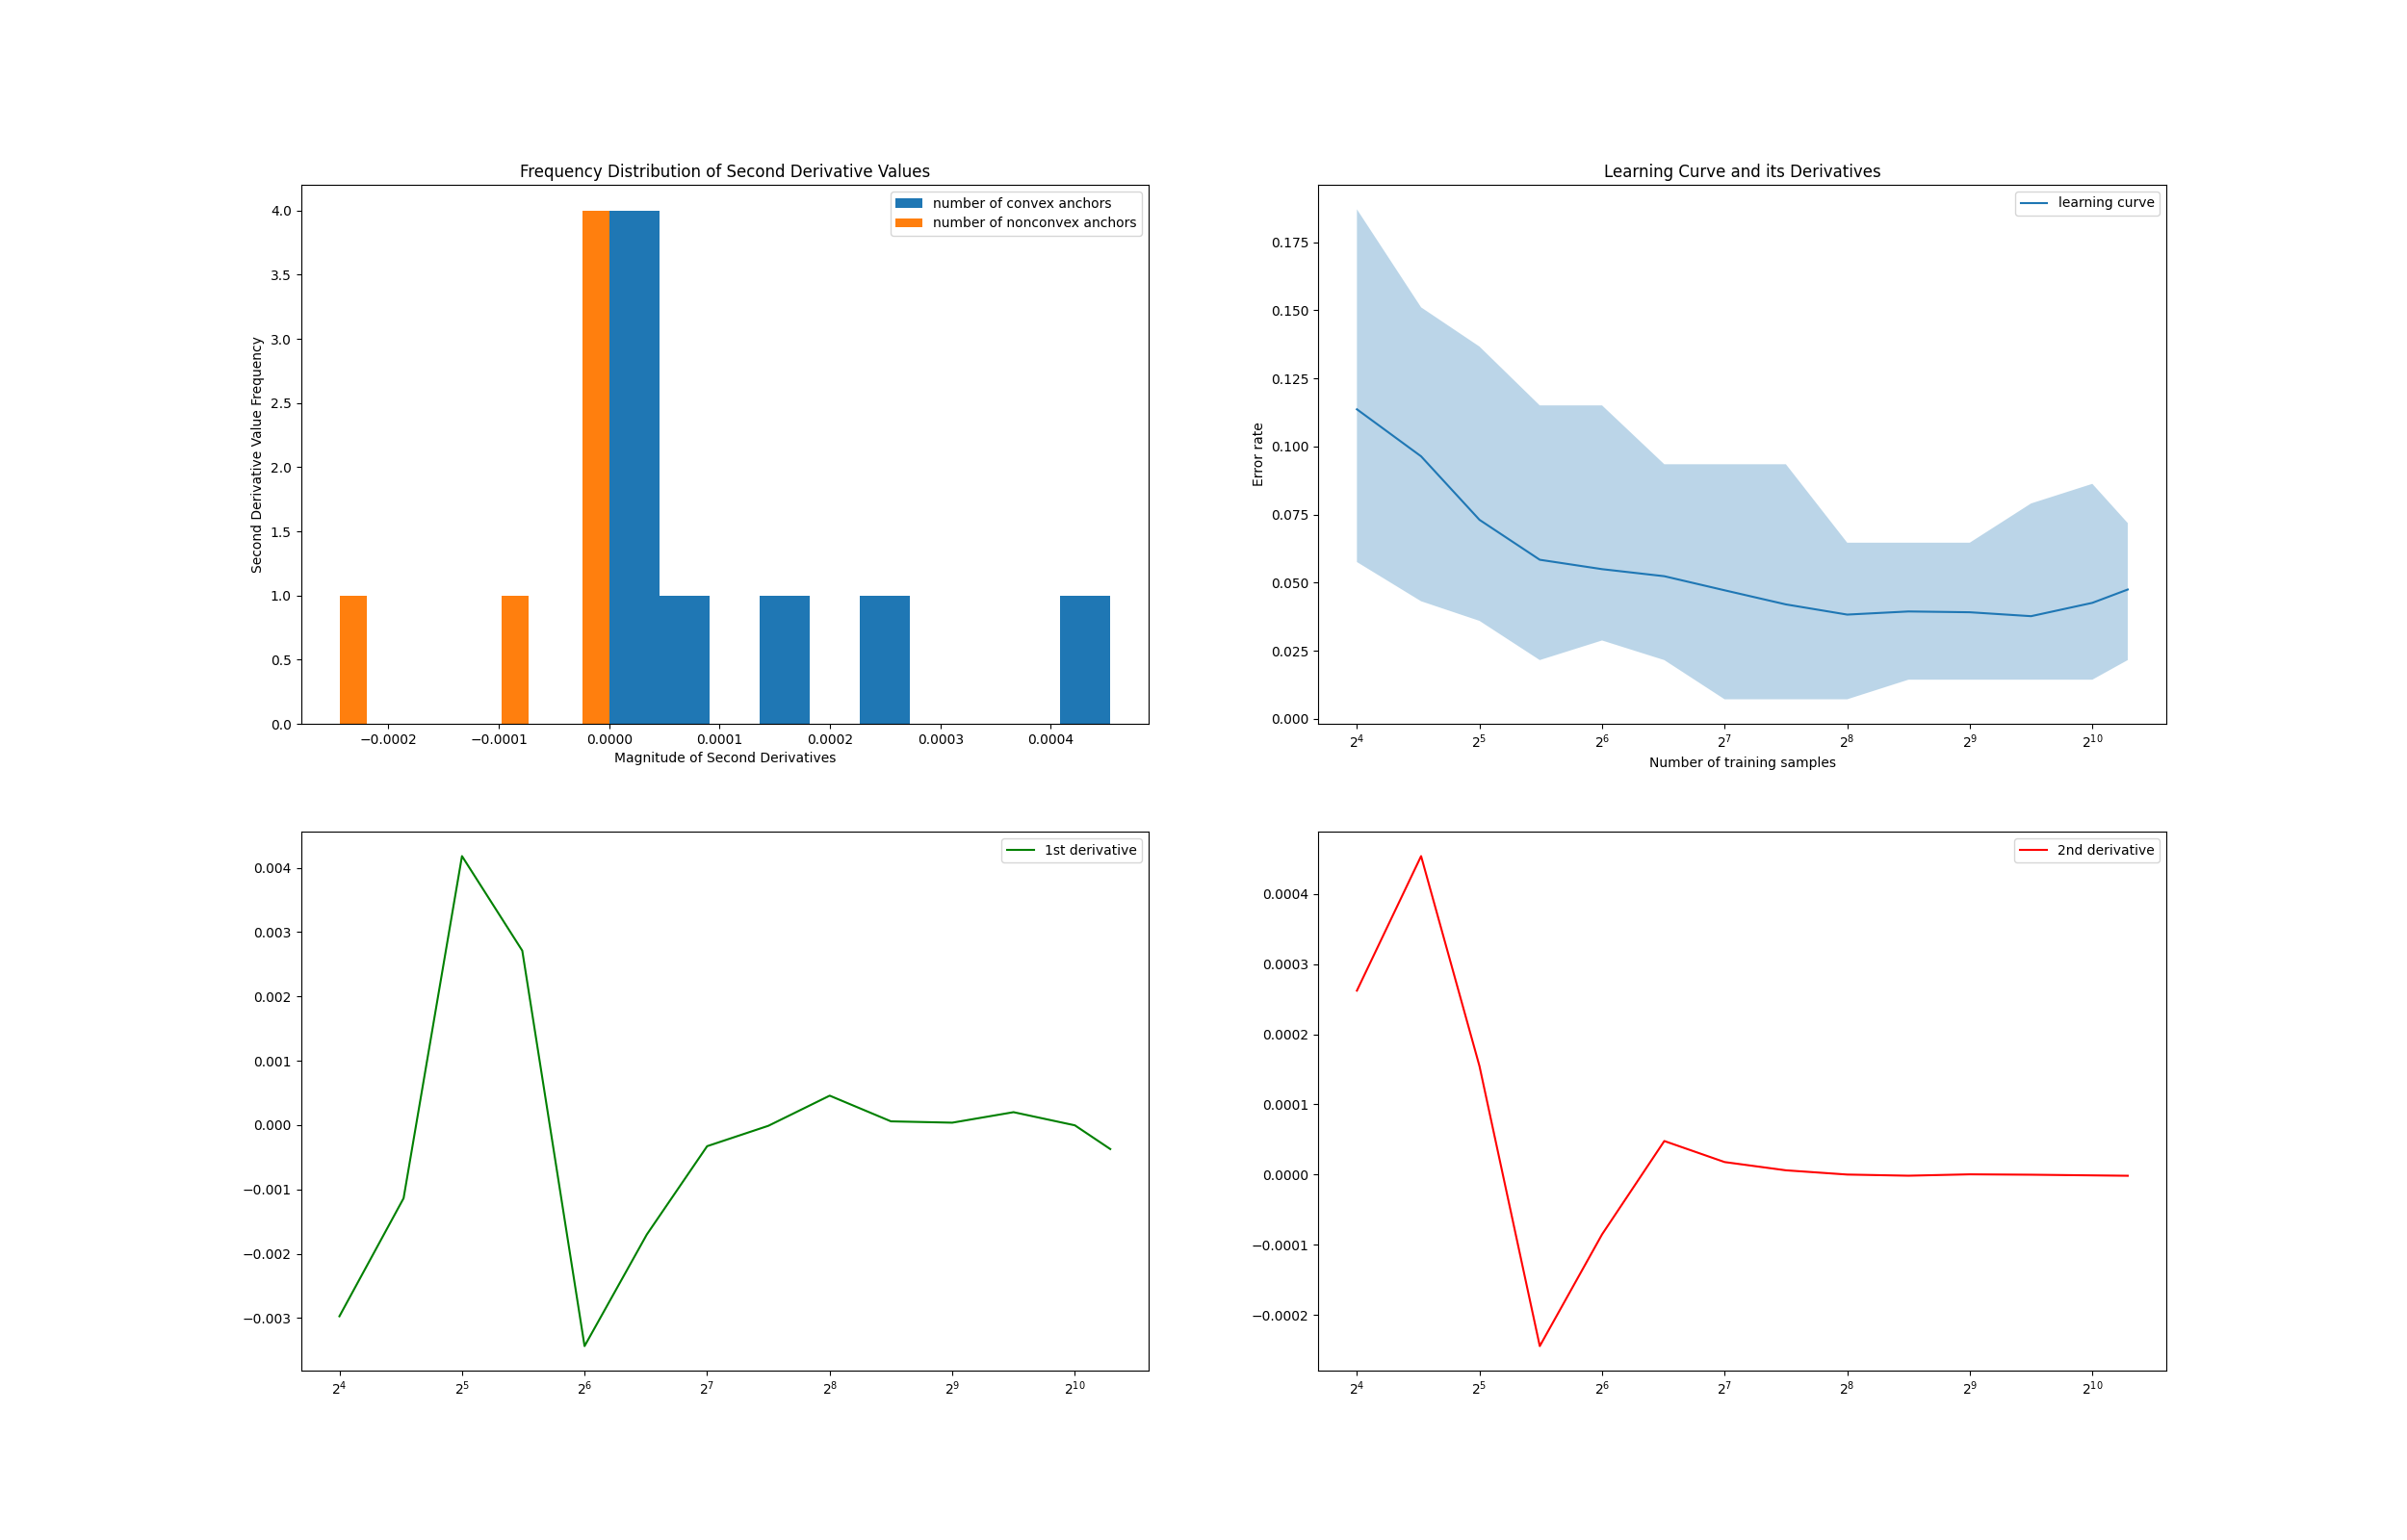 Frequency Distribution of Second Derivative Values
number of convex anchors
number of nonconvex anchors
Second Derivative Value Frequency
4.0
3.5
3.0
2.5
2.0
1.5
1.0
0.5
0.0
−0.0002 −0.0001 0.0000 0.0001 0.0002 0.0003 0.0004
Magnitude of Second Derivatives
Learning Curve and its Derivatives
learning curve
Error rate
0.175
0.150
0.125
0.100
0.075
0.050
0.025
0.000
2⁴ 2⁵ 2⁶ 2⁷ 2⁸ 2⁹ 2¹⁰
Number of training samples
1st derivative
0.004
0.003
0.002
0.001
0.000
−0.001
−0.002
−0.003
2⁴ 2⁵ 2⁶ 2⁷ 2⁸ 2⁹ 2¹⁰
2nd derivative
0.0004
0.0003
0.0002
0.0001
0.0000
−0.0001
−0.0002
2⁴ 2⁵ 2⁶ 2⁷ 2⁸ 2⁹ 2¹⁰